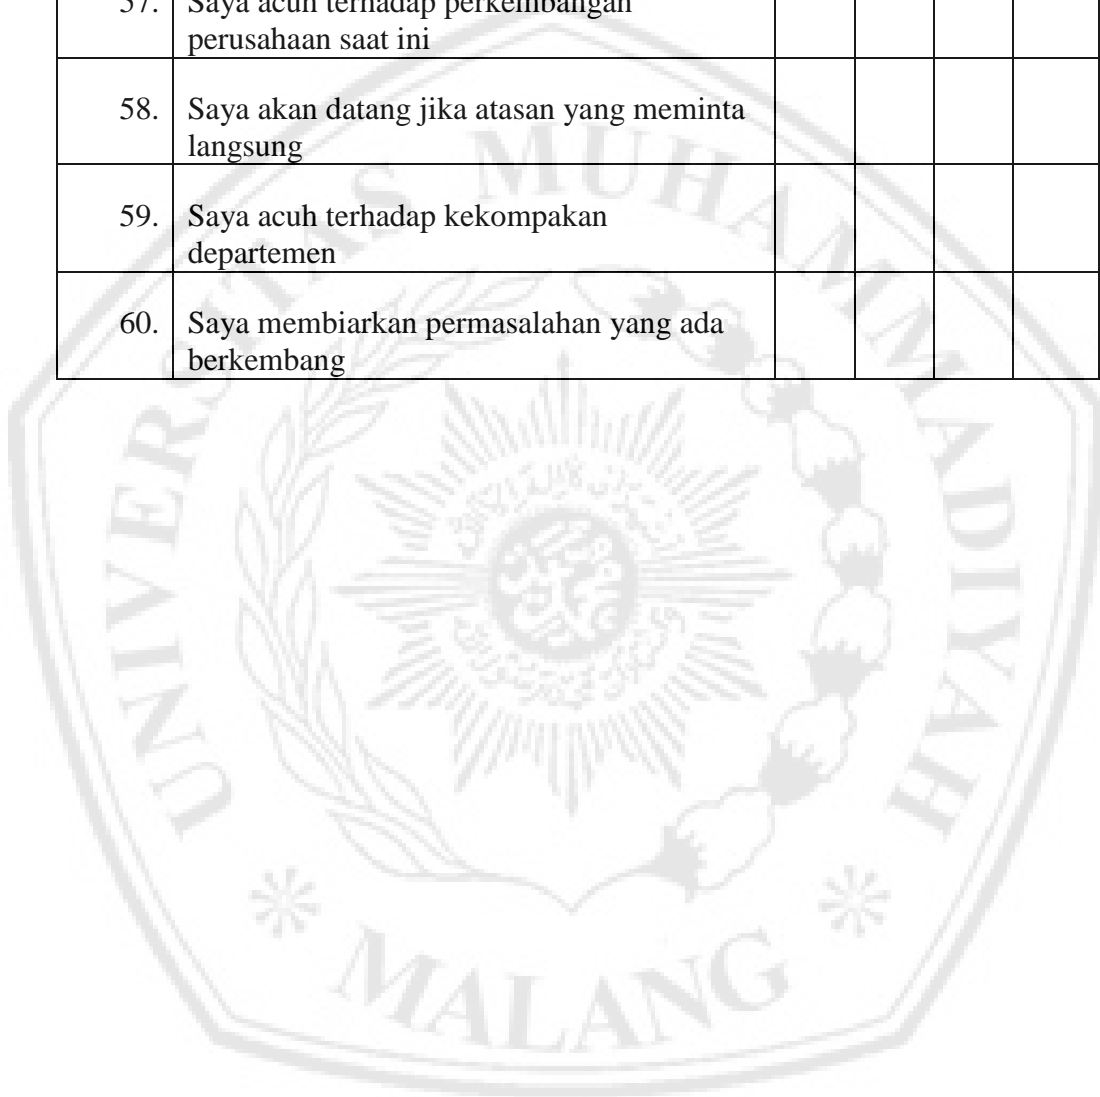 57. Saya acuh terhadap perkembangan
perusahaan saat ini
58. Saya akan datang jika atasan yang meminta
langsung
59. Saya acuh terhadap kekompakan
departemen
60. Saya membiarkan permasalahan yang ada
berkembang
UNIVERSITAS MUHAMMADIYAH
MALANG